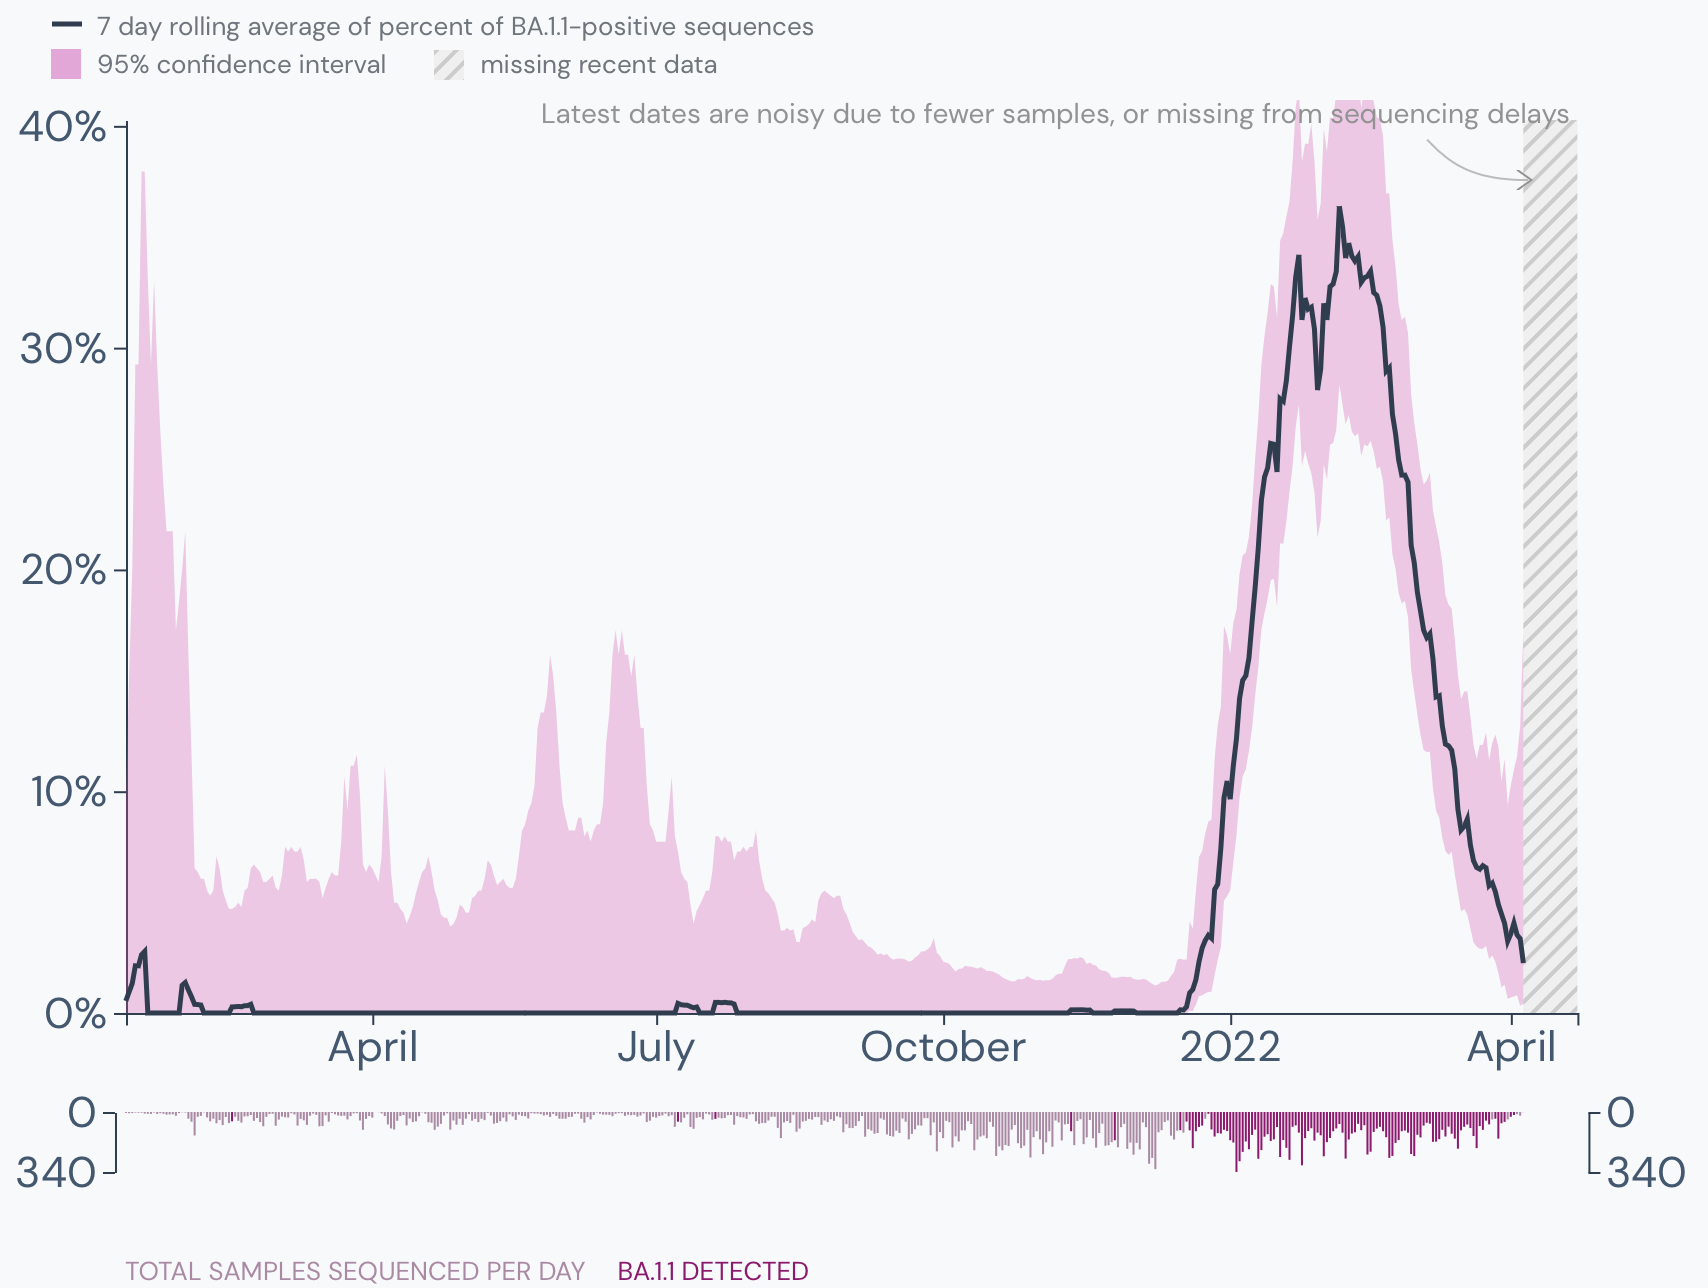 7 day rolling average of percent of BA.1.1-positive sequences
95% confidence interval missing recent data
Latest dates are noisy due to fewer samples, or missing from sequencing delays
40%
30%
20%
10%
0%
April July October 2022 April
0 0
340 340
TOTAL SAMPLES SEQUENCED PER DAY BA.1.1 DETECTED